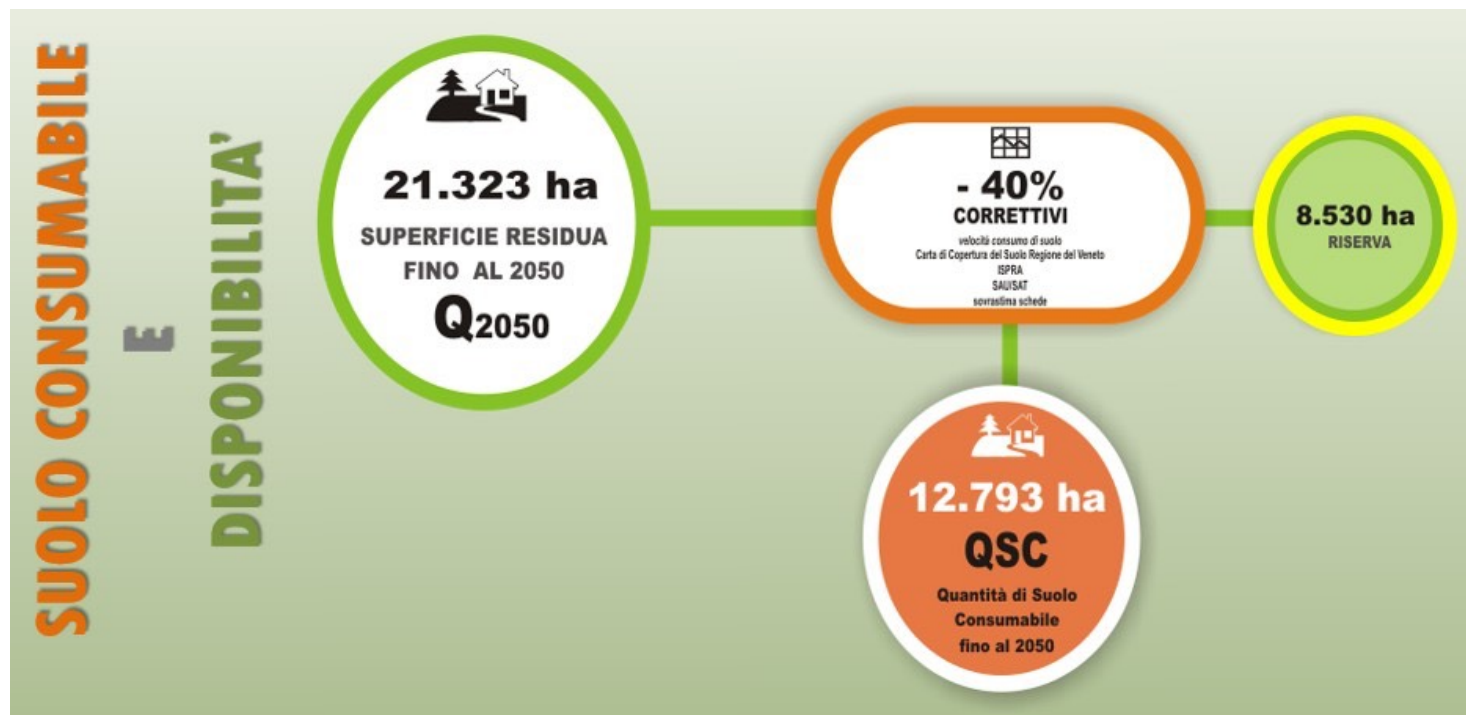 SUOLO CONSUMABILE
E
DISPONIBILITA'
21.323 ha
SUPERFICIE RESIDUA
FINO AL 2050
Q2050
- 40%
CORRETTIVI
velocità consumo di suolo
Carta di Copertura del Suolo Regione del Veneto
ISPRA
SAU/SAT
sovrastima schede
8.530 ha
RISERVA
12.793 ha
QSC
Quantità di Suolo
Consumabile
fino al 2050